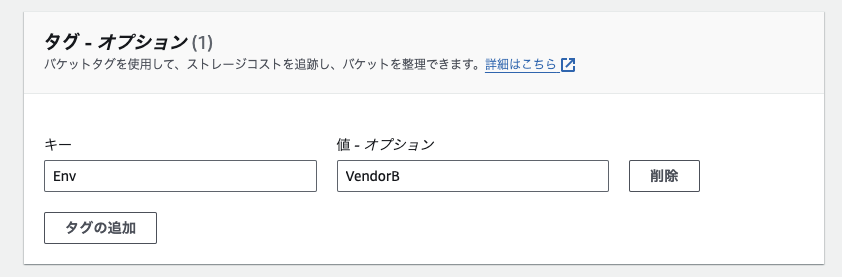 タグ - オプション (1)
バケットタグを使用して、ストレージコストを追跡し、バケットを整理できます。詳細はこちら
キー
値 - オプション
Env
VendorB
削除
タグの追加